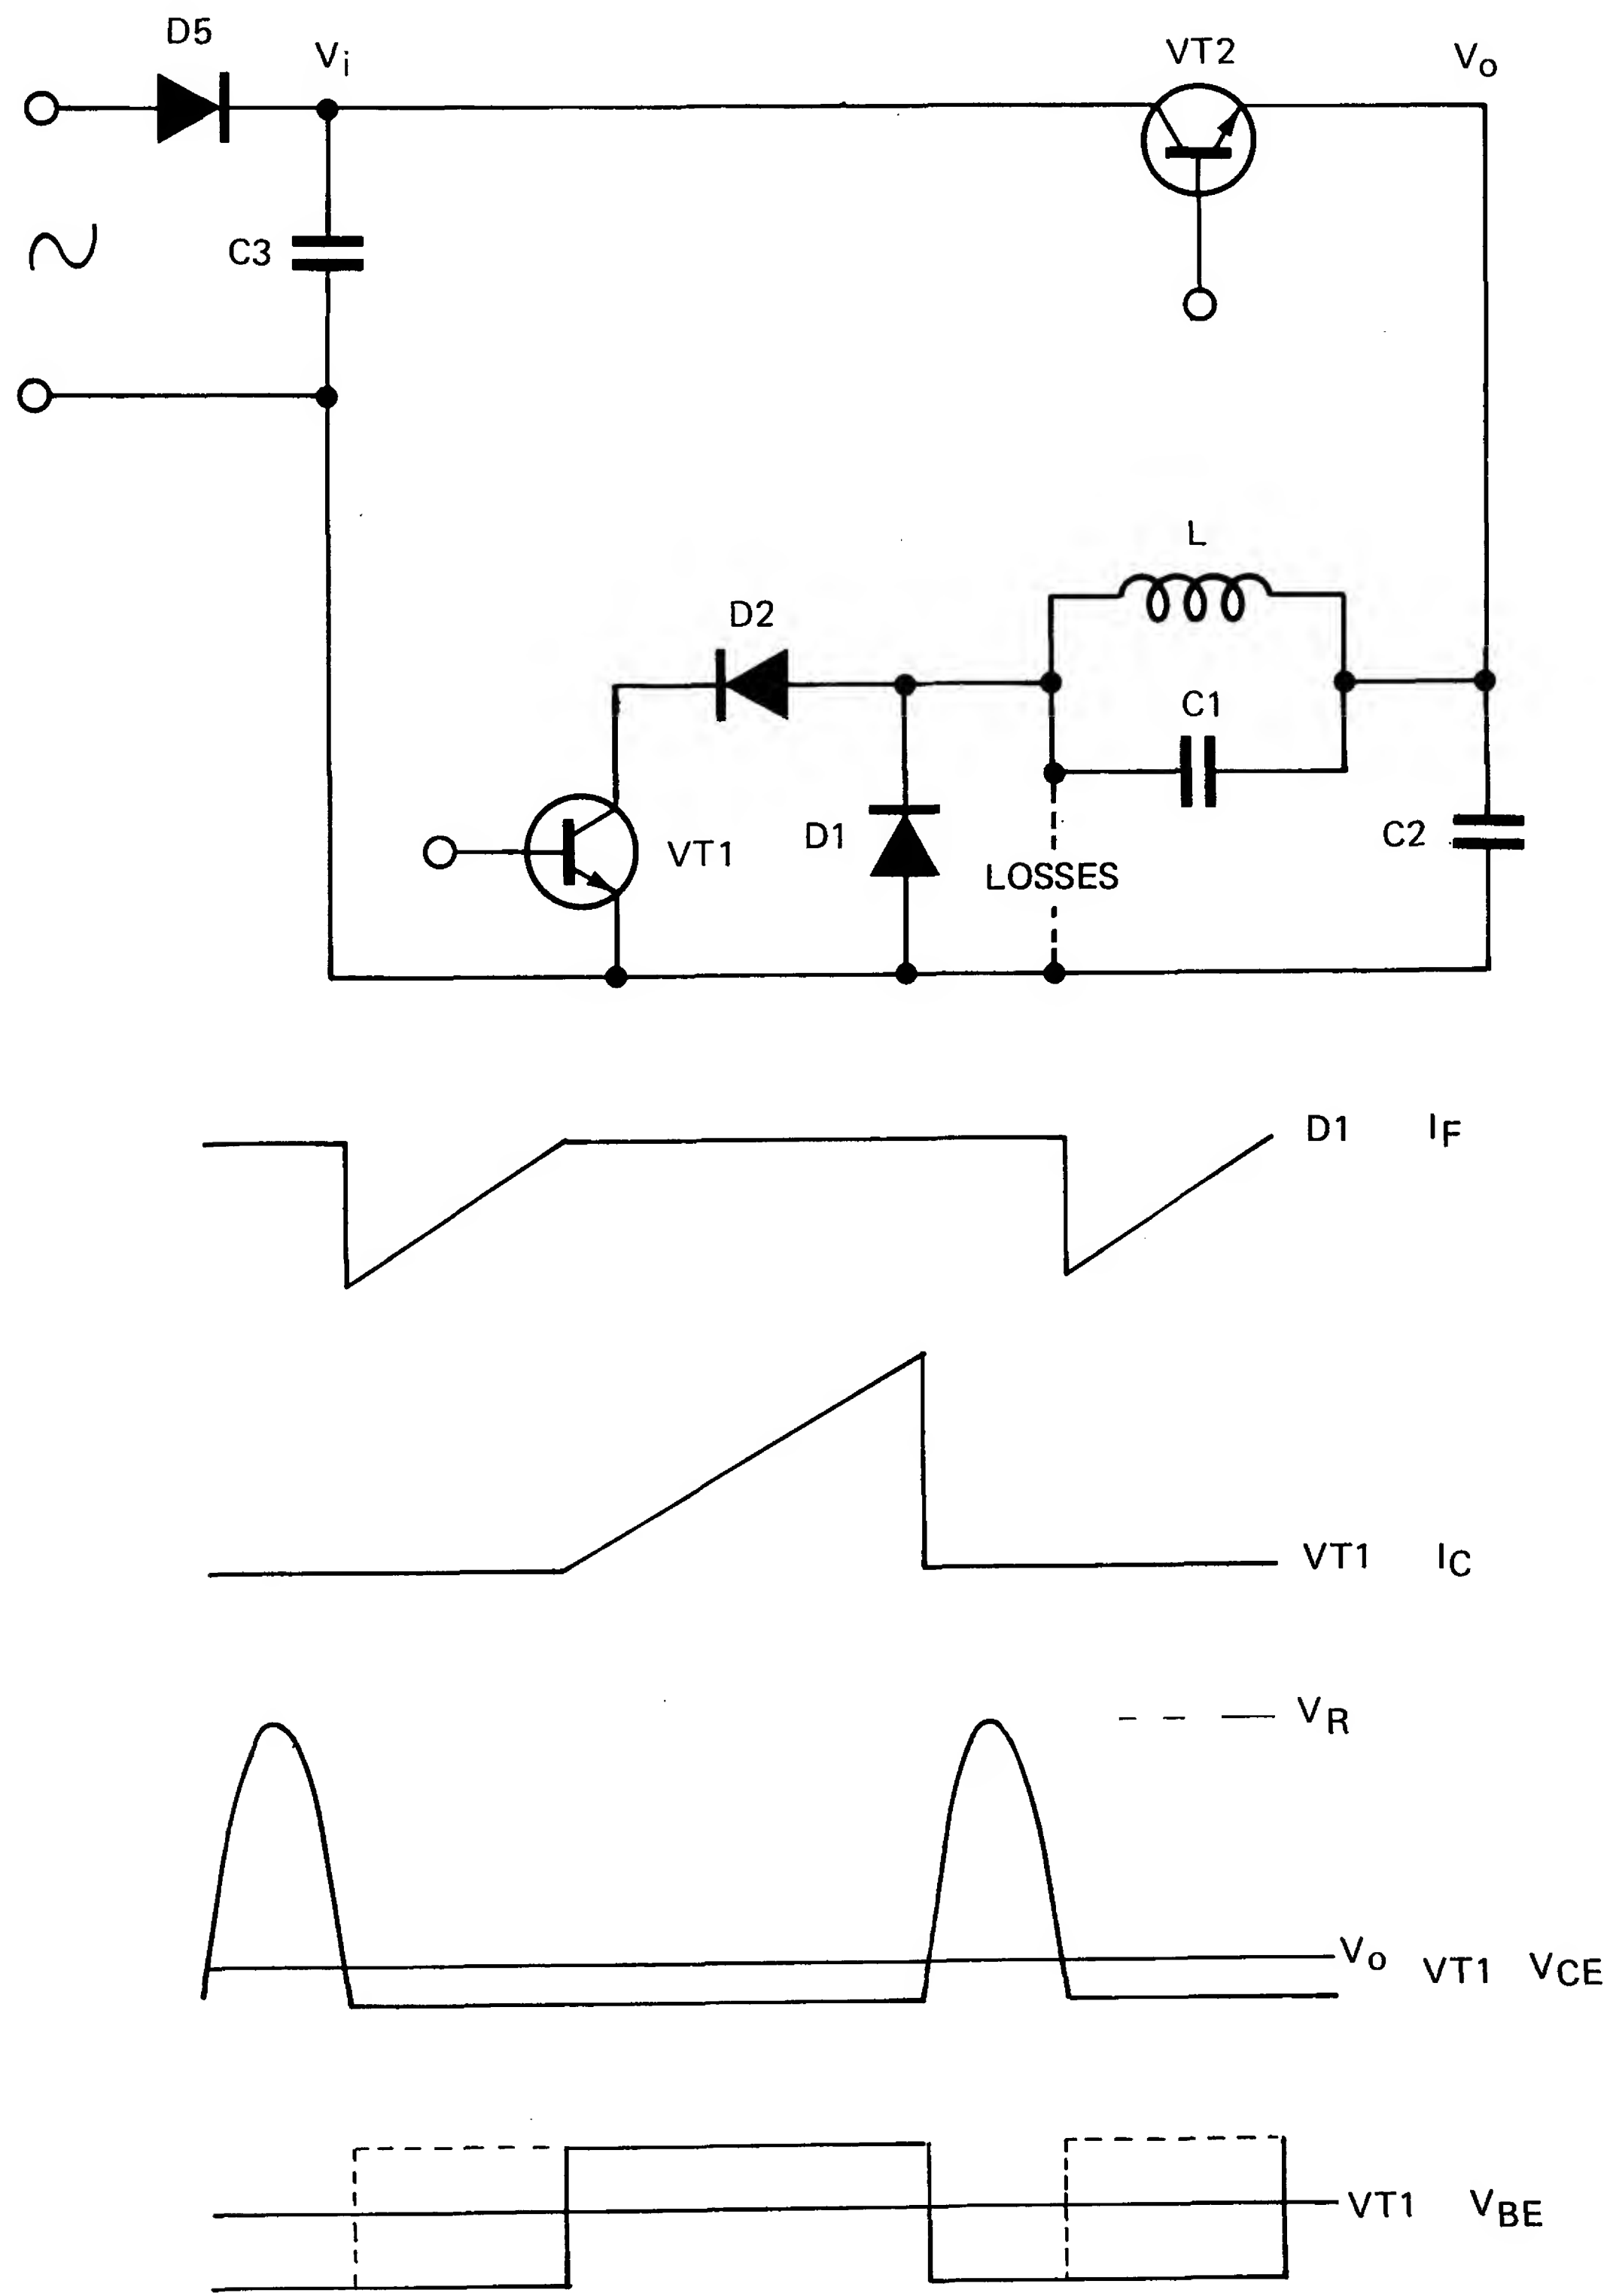 D5
Vi
VT2
Vo
C3
L
D2
C1
VT1
D1
LOSSES
C2
D1 IF
VT1 IC
VR
Vo VT1 VCE
VT1 VBE